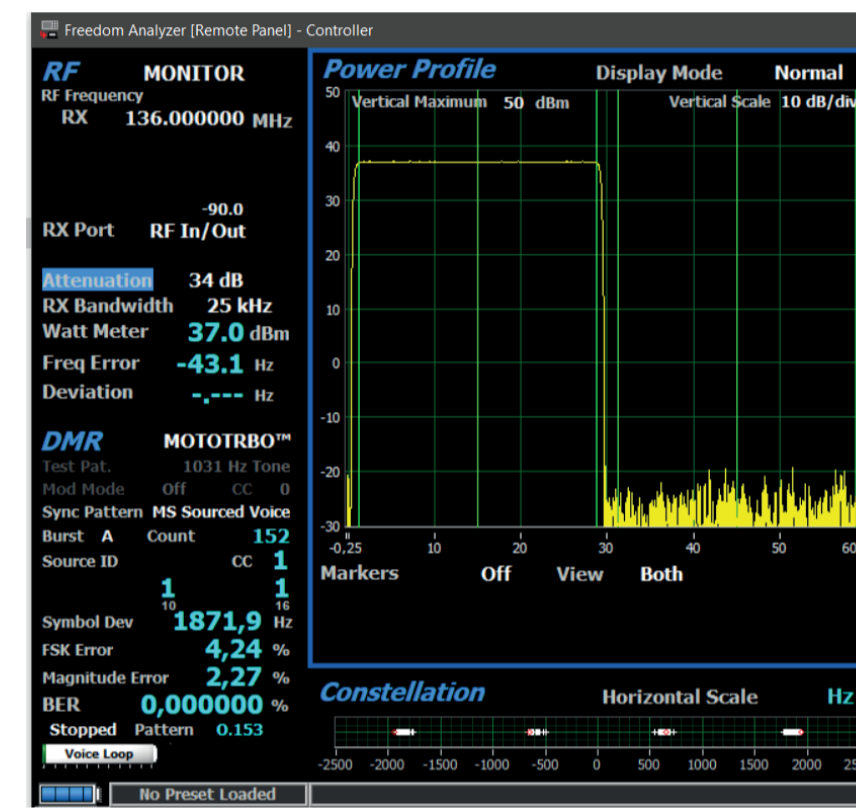 Freedom Analyzer [Remote Panel] - Controller
RF MONITOR
RF Frequency
RX 136.000000 MHz
-90.0
RX Port RF In/Out
Attenuation 34 dB
RX Bandwidth 25 kHz
Watt Meter 37.0 dBm
Freq Error -43.1 Hz
Deviation -.--- Hz
DMR MOTOTRBO™
Test Pat. 1031 Hz Tone
Mod Mode Off CC 0
Sync Pattern MS Sourced Voice
Burst A Count 152
Source ID CC 1
1 1
10 16
Symbol Dev 1871,9 Hz
FSK Error 4,24 %
Magnitude Error 2,27 %
BER 0,000000 %
Stopped Pattern 0.153
Voice Loop
No Preset Loaded
Power Profile Display Mode Normal
Vertical Maximum 50 dBm Vertical Scale 10 dB/div
50
40
30
20
10
0
-10
-20
-30
-0.25 10 20 30 40 50 60
Markers Off View Both
Constellation Horizontal Scale Hz
-2500 -2000 -1500 -1000 -500 0 500 1000 1500 2000 25